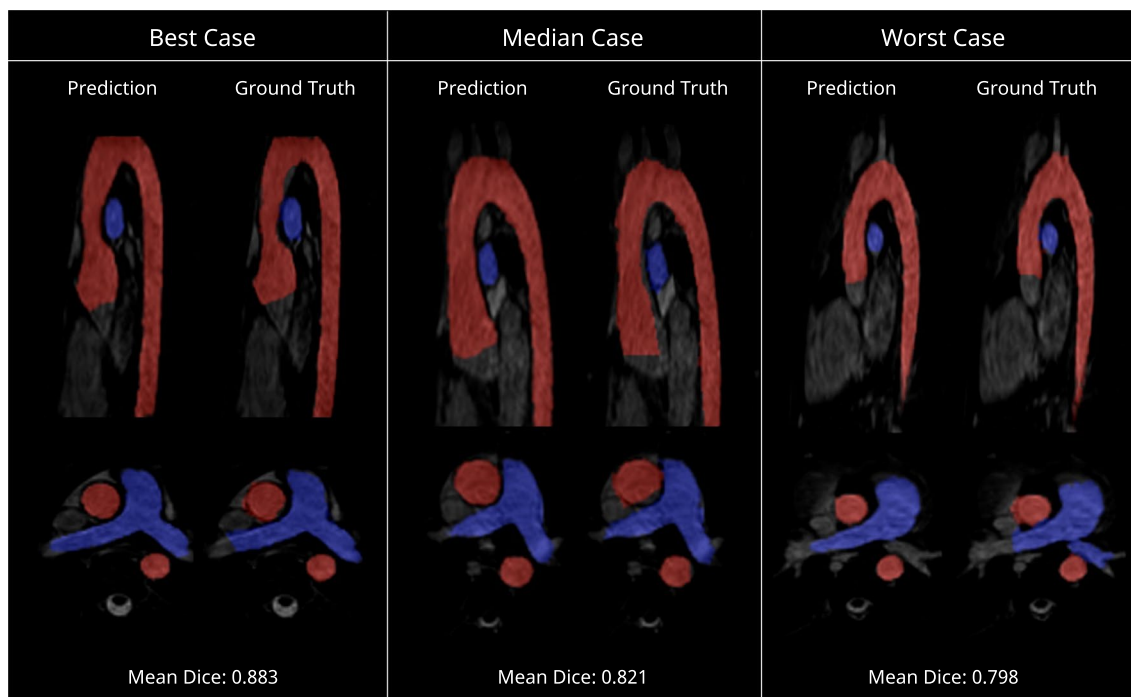 Best Case
Median Case
Worst Case
Prediction
Ground Truth
Prediction
Ground Truth
Prediction
Ground Truth
Mean Dice: 0.883
Mean Dice: 0.821
Mean Dice: 0.798